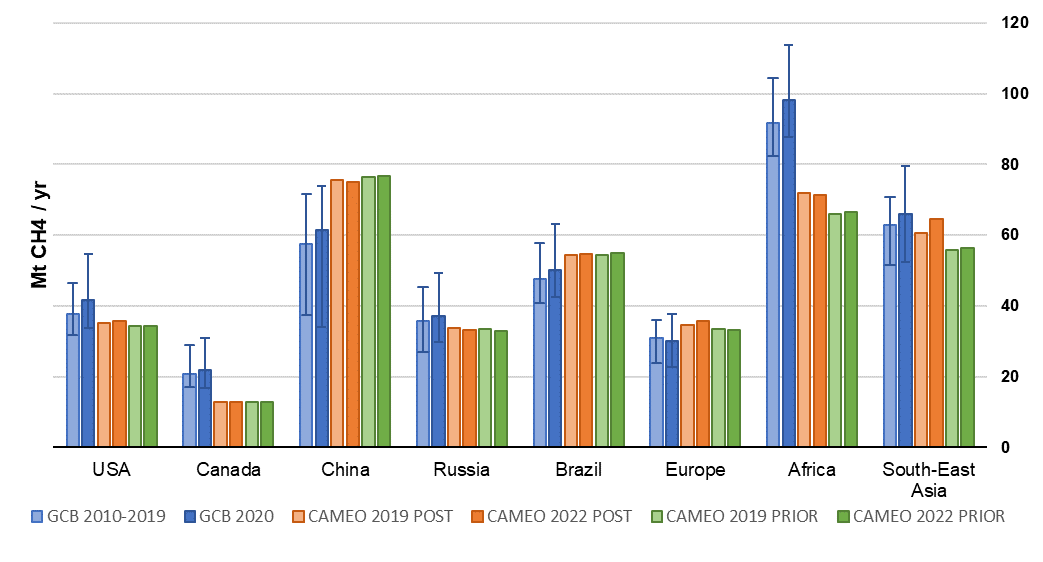 120
100
80
60
40
20
0
Mt CH4 / yr
USA Canada China Russia Brazil Europe Africa South-East
Asia
GCB 2010-2019 GCB 2020 CAMEO 2019 POST CAMEO 2022 POST CAMEO 2019 PRIOR CAMEO 2022 PRIOR